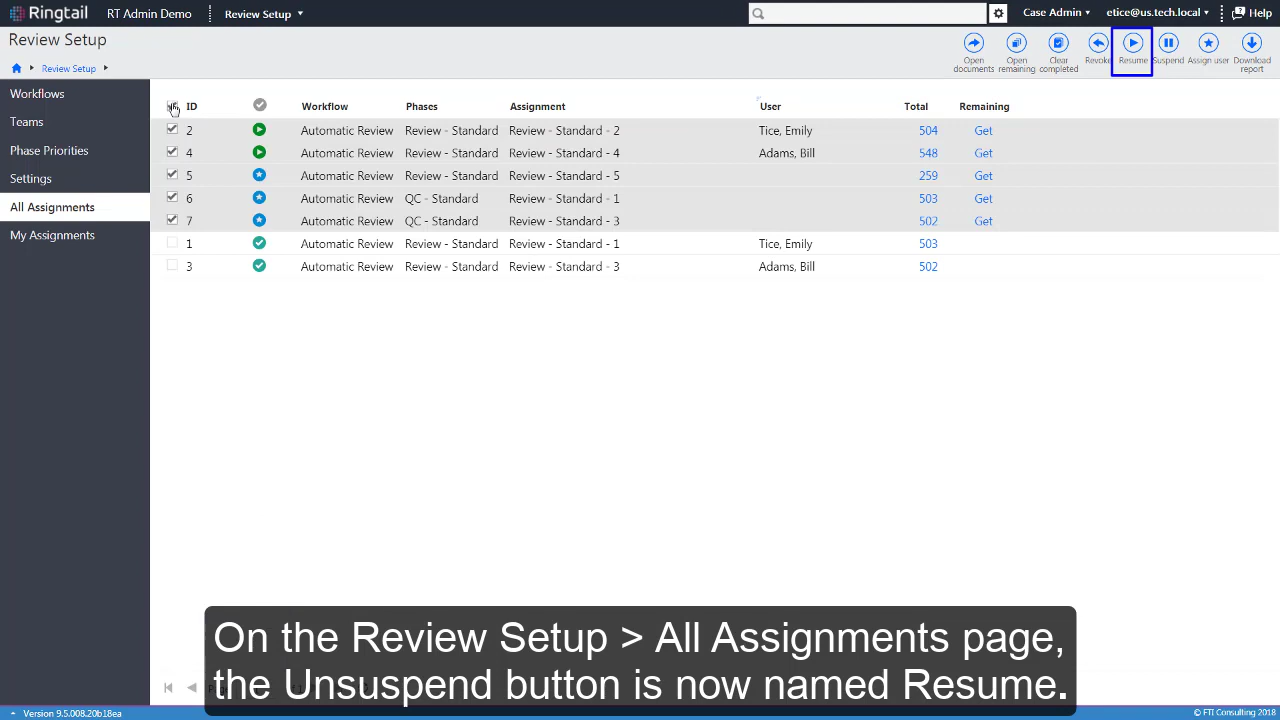 Ringtail RT Admin Demo Review Setup Case Admin etice@us.tech.local Help
Review Setup
Review Setup
Open documents
Open remaining
Clear completed
Revoke
Resume
Suspend
Assign user
Download report
Workflows
Teams
Phase Priorities
Settings
All Assignments
My Assignments
ID Workflow Phases Assignment User Total Remaining
2 Automatic Review Review - Standard Review - Standard - 2 Tice, Emily 504 Get
4 Automatic Review Review - Standard Review - Standard - 4 Adams, Bill 548 Get
5 Automatic Review Review - Standard Review - Standard - 5 259 Get
6 Automatic Review QC - Standard Review - Standard - 1 503 Get
7 Automatic Review QC - Standard Review - Standard - 3 502 Get
1 Automatic Review Review - Standard Review - Standard - 1 Tice, Emily 503
3 Automatic Review Review - Standard Review - Standard - 3 Adams, Bill 502
On the Review Setup > All Assignments page,
the Unsuspend button is now named Resume.
Version 9.5.008.20b18ea © FTI Consulting 2018